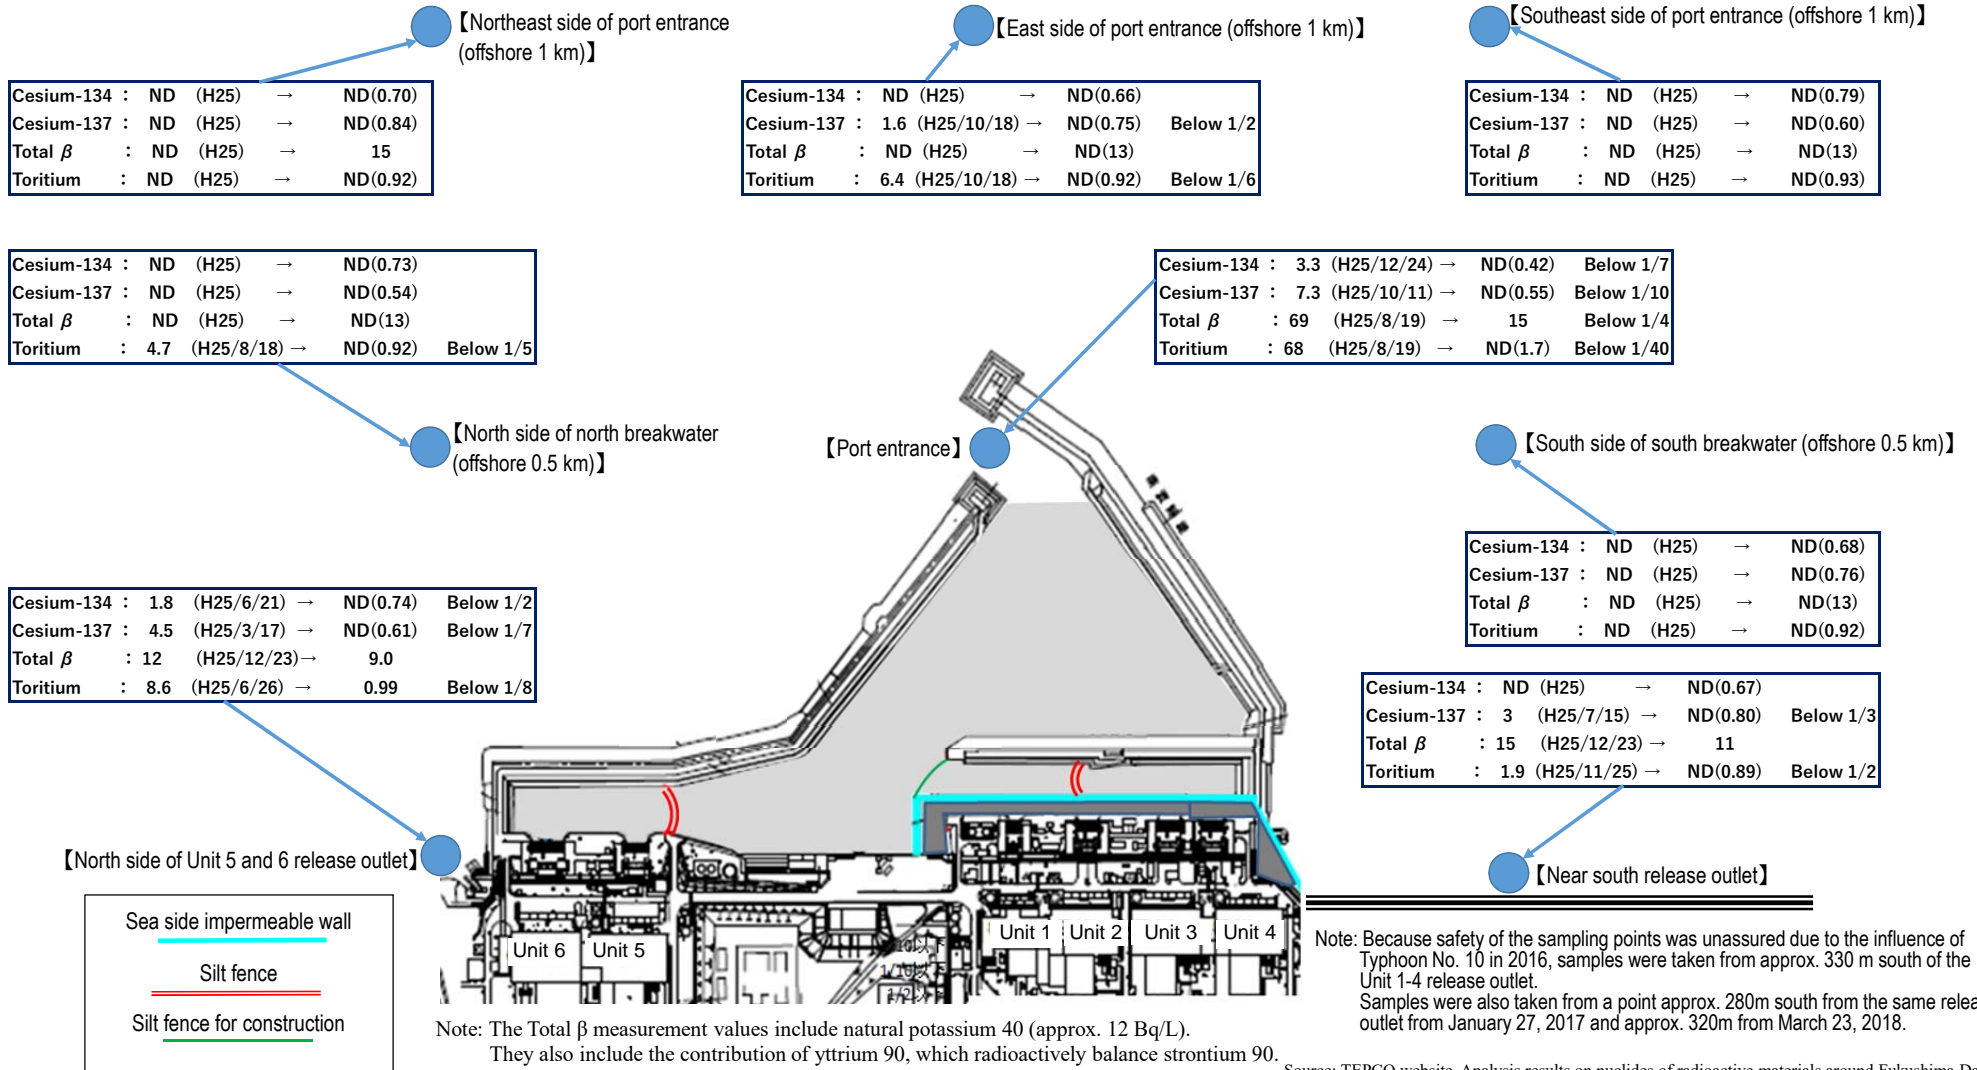 【Northeast side of port entrance
(offshore 1 km)】
Cesium-134 : ND (H25) → ND(0.70)
Cesium-137 : ND (H25) → ND(0.84)
Total β : ND (H25) → 15
Toritium : ND (H25) → ND(0.92)
【East side of port entrance (offshore 1 km)】
Cesium-134 : ND (H25) → ND(0.66)
Cesium-137 : 1.6 (H25/10/18) → ND(0.75) Below 1/2
Total β : ND (H25) → ND(13)
Toritium : 6.4 (H25/10/18) → ND(0.92) Below 1/6
【Southeast side of port entrance (offshore 1 km)】
Cesium-134 : ND (H25) → ND(0.79)
Cesium-137 : ND (H25) → ND(0.60)
Total β : ND (H25) → ND(13)
Toritium : ND (H25) → ND(0.93)
Cesium-134 : ND (H25) → ND(0.73)
Cesium-137 : ND (H25) → ND(0.54)
Total β : ND (H25) → ND(13)
Toritium : 4.7 (H25/8/18) → ND(0.92) Below 1/5
【North side of north breakwater
(offshore 0.5 km)】
Cesium-134 : 3.3 (H25/12/24) → ND(0.42) Below 1/7
Cesium-137 : 7.3 (H25/10/11) → ND(0.55) Below 1/10
Total β : 69 (H25/8/19) → 15 Below 1/4
Toritium : 68 (H25/8/19) → ND(1.7) Below 1/40
【Port entrance】
【South side of south breakwater (offshore 0.5 km)】
Cesium-134 : ND (H25) → ND(0.68)
Cesium-137 : ND (H25) → ND(0.76)
Total β : ND (H25) → ND(13)
Toritium : ND (H25) → ND(0.92)
Cesium-134 : 1.8 (H25/6/21) → ND(0.74) Below 1/2
Cesium-137 : 4.5 (H25/3/17) → ND(0.61) Below 1/7
Total β : 12 (H25/12/23)→ 9.0
Toritium : 8.6 (H25/6/26) → 0.99 Below 1/8
【North side of Unit 5 and 6 release outlet】
Cesium-134 : ND (H25) → ND(0.67)
Cesium-137 : 3 (H25/7/15) → ND(0.80) Below 1/3
Total β : 15 (H25/12/23) → 11
Toritium : 1.9 (H25/11/25) → ND(0.89) Below 1/2
【Near south release outlet】
Sea side impermeable wall
Silt fence
Silt fence for construction
Unit 6 Unit 5
Unit 1 Unit 2 Unit 3 Unit 4
Note: The Total β measurement values include natural potassium 40 (approx. 12 Bq/L).
They also include the contribution of yttrium 90, which radioactively balance strontium 90.
Note: Because safety of the sampling points was unassured due to the influence of
Typhoon No. 10 in 2016, samples were taken from approx. 330 m south of the
Unit 1-4 release outlet.
Samples were also taken from a point approx. 280m south from the same relea
outlet from January 27, 2017 and approx. 320m from March 23, 2018.